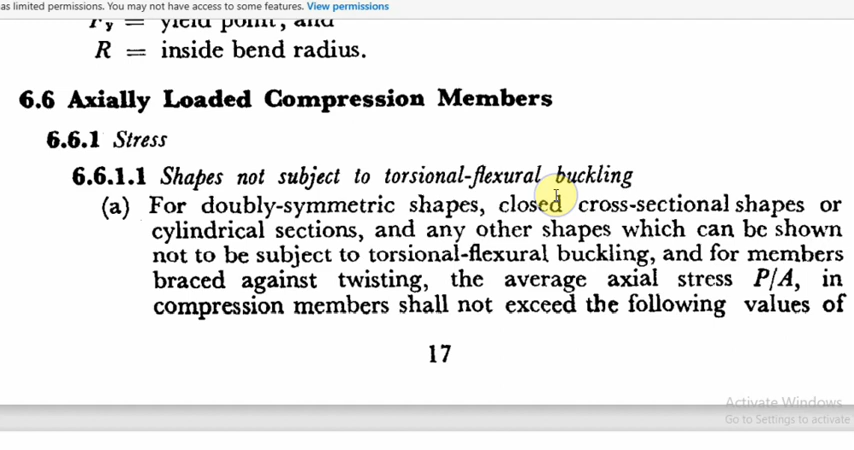 as limited permissions. You may not have access to some features. View permissions
Fy = yield point, and
R = inside bend radius.
6.6 Axially Loaded Compression Members
6.6.1 Stress
6.6.1.1 Shapes not subject to torsional-flexural buckling
(a) For doubly-symmetric shapes, closed cross-sectional shapes or
cylindrical sections, and any other shapes which can be shown
not to be subject to torsional-flexural buckling, and for members
braced against twisting, the average axial stress P/A, in
compression members shall not exceed the following values of
17
Activate Windows
Go to Settings to activate